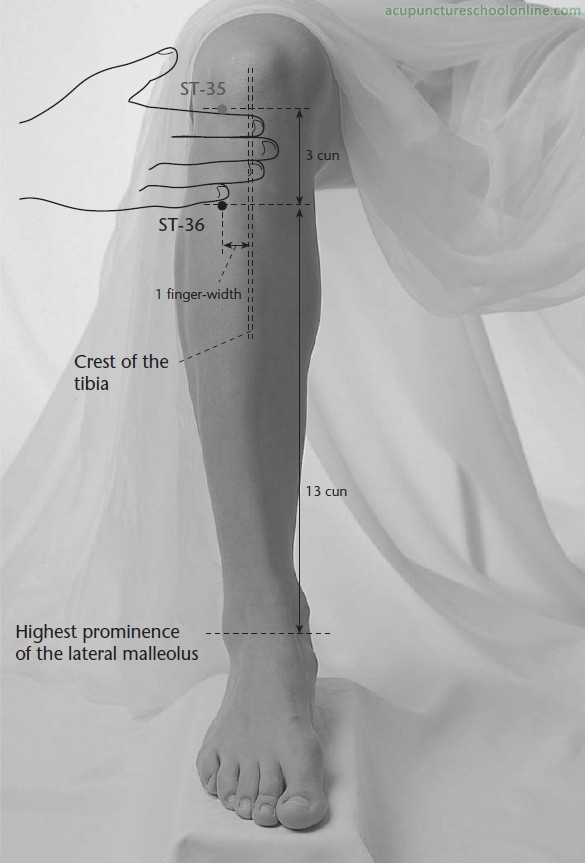 acupunctureschoolonline.com
ST-35
3 cun
ST-36
1 finger-width
Crest of the
tibia
13 cun
Highest prominence
of the lateral malleolus